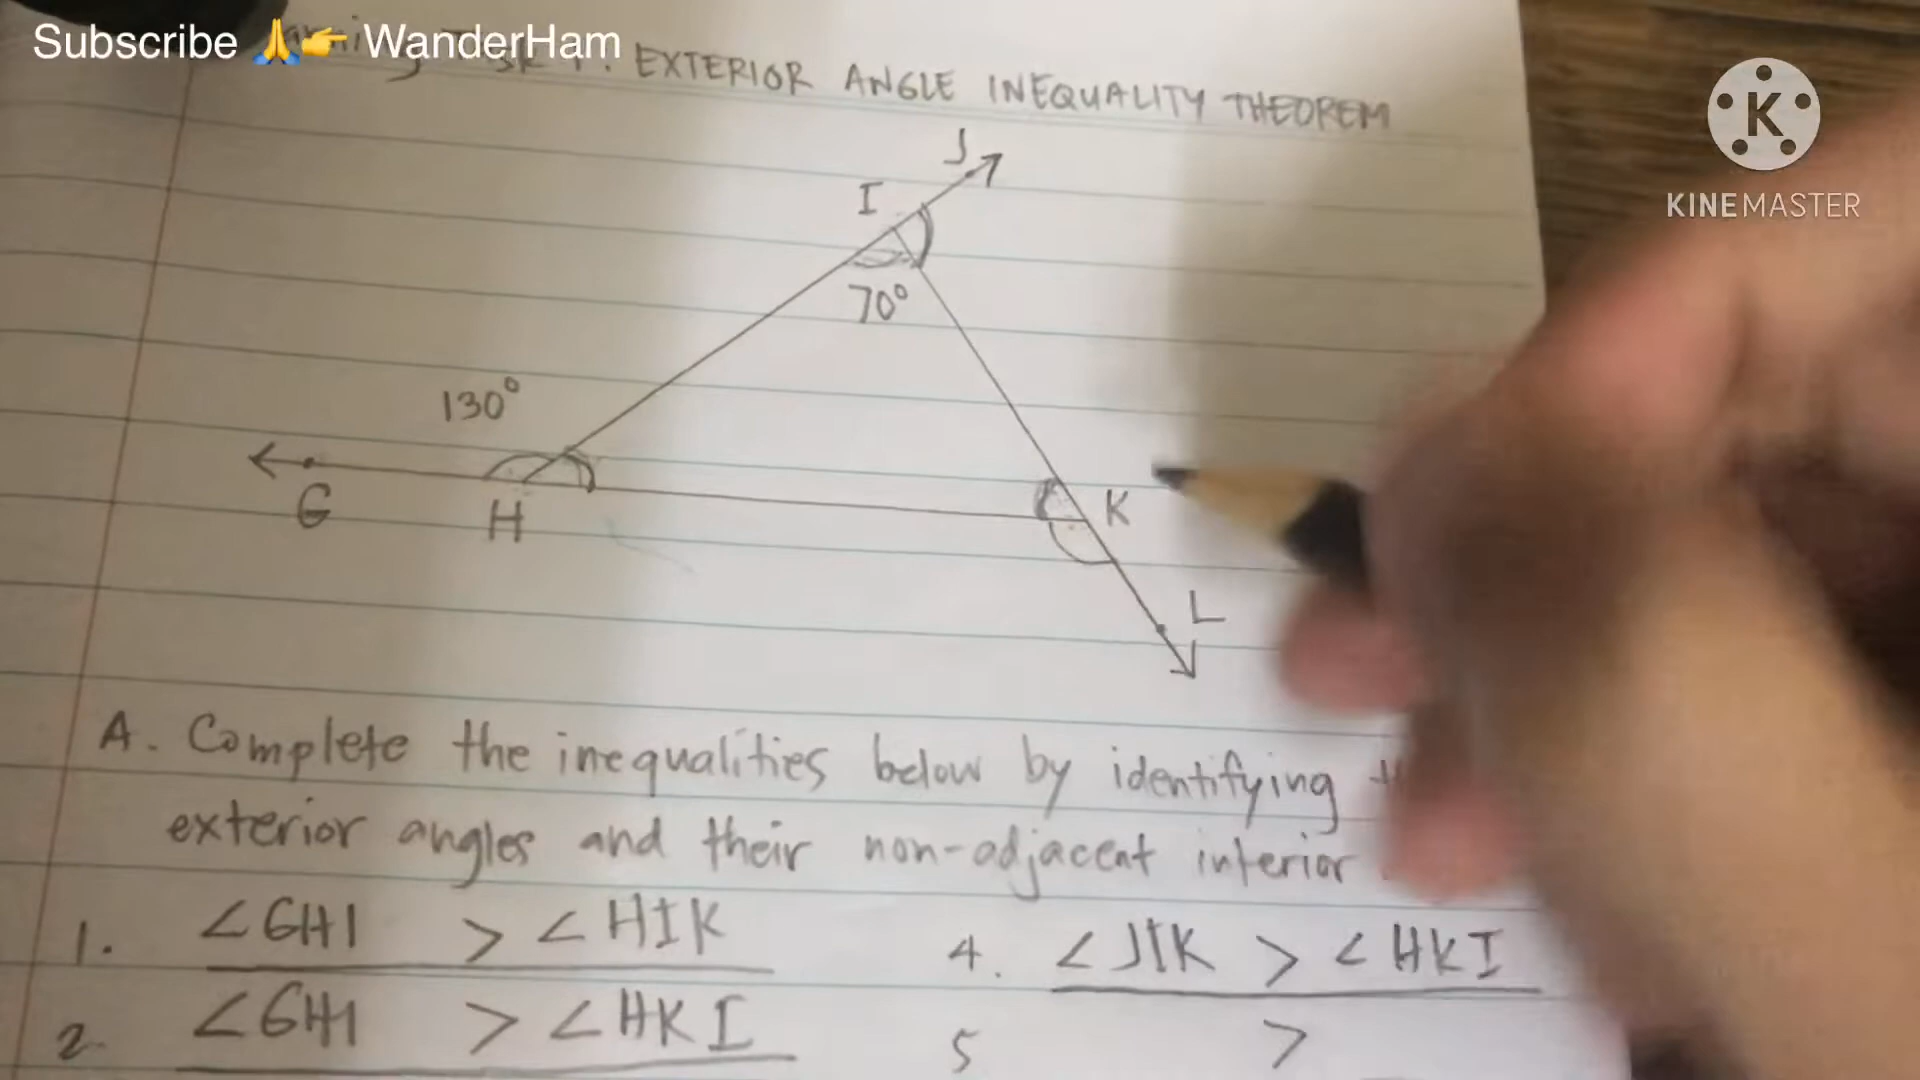 Subscribe 🙏👉 WanderHam
EXTERIOR ANGLE INEQUALITY THEOREM
K
KINEMASTER
J
I
70°
130°
G
H
K
L
A. Complete the inequalities below by identifying
exterior angles and their non-adjacent interior
1. <GHI > <HIK
2. <GHI > <HKI
4. <JIK > <HKI
5 >